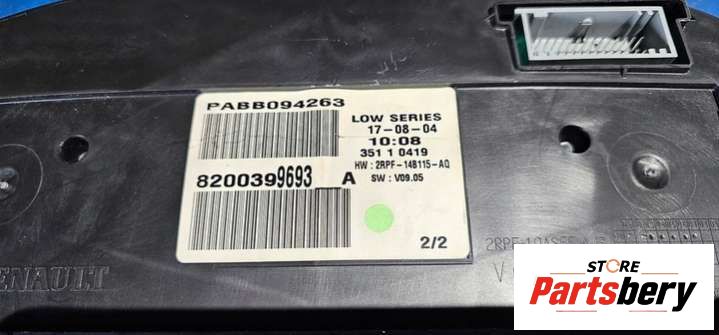 PABB094263
LOW SERIES
17-08-04
10:08
351 1 0419
HW : 2RPF-14B115-AQ
SW : V09.05
8200399693 A
2/2
RENAULT
STORE
Partsbery